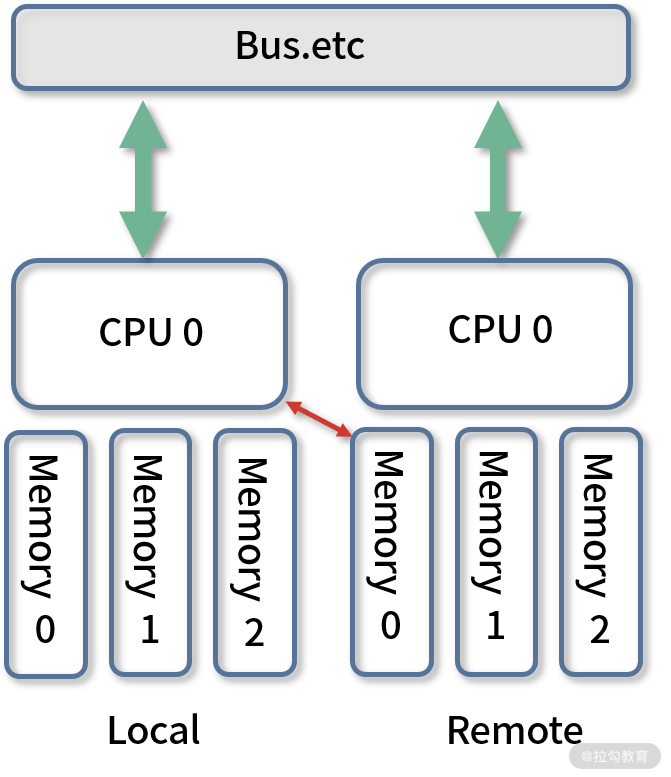 Bus.etc
CPU 0
CPU 0
Memory 0
Memory 1
Memory 2
Memory 0
Memory 1
Memory 2
Local
Remote
@拉勾教育